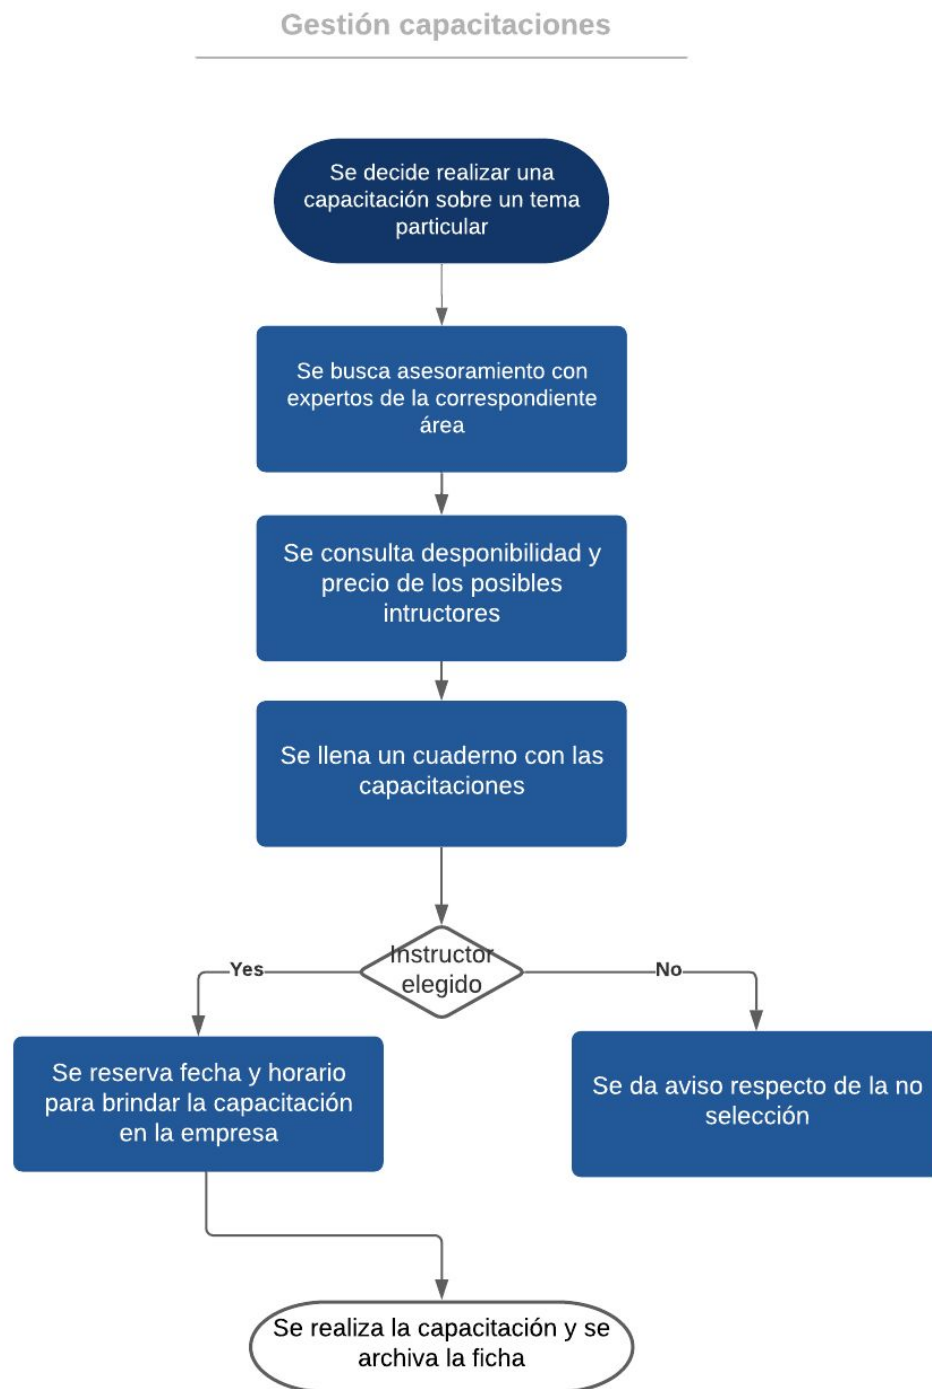 Gestión capacitaciones
Se decide realizar una
capacitación sobre un tema
particular
Se busca asesoramiento con
expertos de la correspondiente
área
Se consulta desponibilidad y
precio de los posibles
intructores
Se llena un cuaderno con las
capacitaciones
Instructor
elegido
Yes
No
Se reserva fecha y horario
para brindar la capacitación
en la empresa
Se da aviso respecto de la no
selección
Se realiza la capacitación y se
archiva la ficha